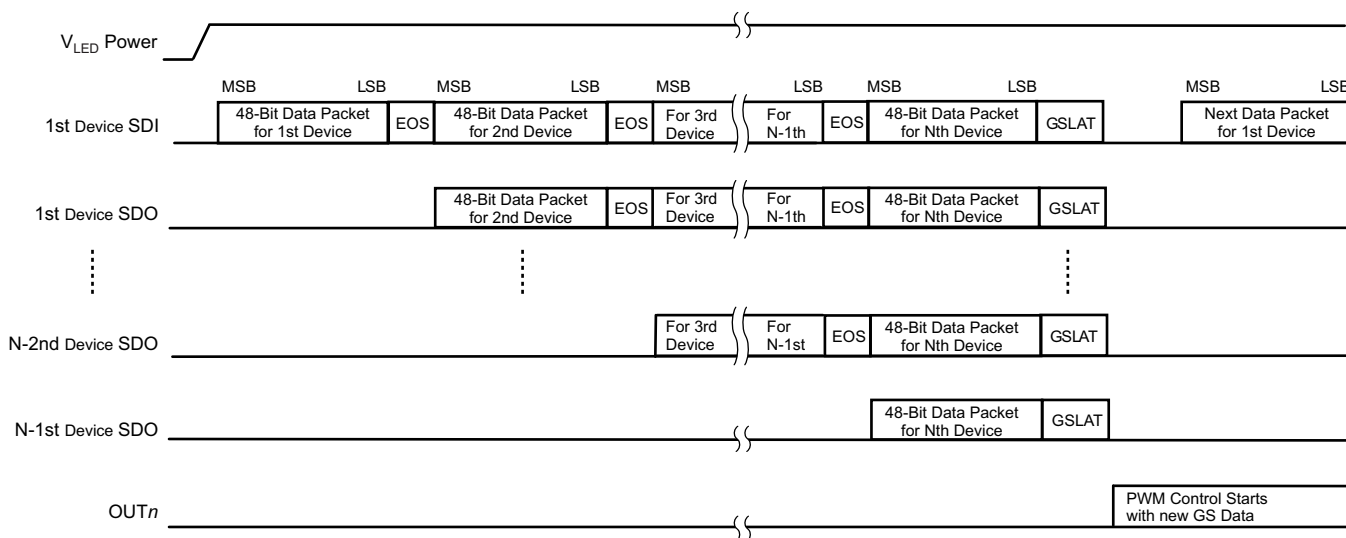 VLED Power
MSB LSB MSB LSB MSB LSB MSB LSB MSB LSB
1st Device SDI
48-Bit Data Packet
for 1st Device
EOS
48-Bit Data Packet
for 2nd Device
EOS
For 3rd
Device
For
N-1th
EOS
48-Bit Data Packet
for Nth Device
GSLAT
Next Data Packet
for 1st Device
1st Device SDO
48-Bit Data Packet
for 2nd Device
EOS
For 3rd
Device
For
N-1th
EOS
48-Bit Data Packet
for Nth Device
GSLAT
N-2nd Device SDO
For 3rd
Device
For
N-1st
EOS
48-Bit Data Packet
for Nth Device
GSLAT
N-1st Device SDO
48-Bit Data Packet
for Nth Device
GSLAT
OUTn
PWM Control Starts
with new GS Data